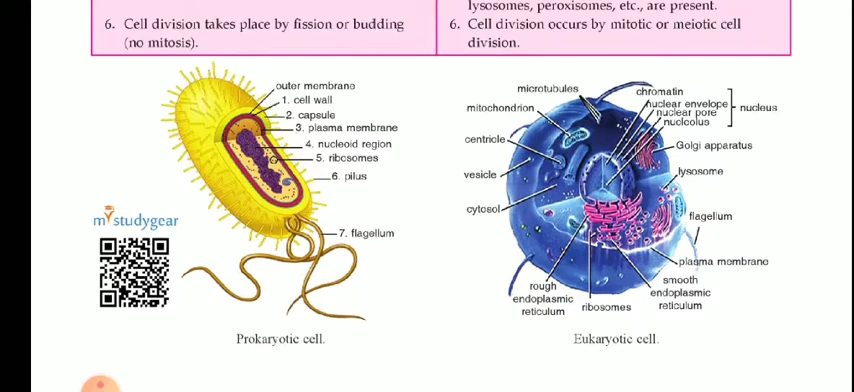 lysosomes, peroxisomes, etc., are present.
6. Cell division takes place by fission or budding
(no mitosis).
6. Cell division occurs by mitotic or meiotic cell
division.
outer membrane
1. cell wall
2. capsule
3. plasma membrane
4. nucleoid region
5. ribosomes
6. pilus
7. flagellum
mystudygear
Prokaryotic cell.
microtubules
chromatin
mitochondrion
nuclear envelope
nuclear pore
nucleolus
nucleus
centricle
Golgi apparatus
vesicle
lysosome
cytosol
flagellum
plasma membrane
rough
endoplasmic
reticulum
ribosomes
smooth
endoplasmic
reticulum
Eukaryotic cell.